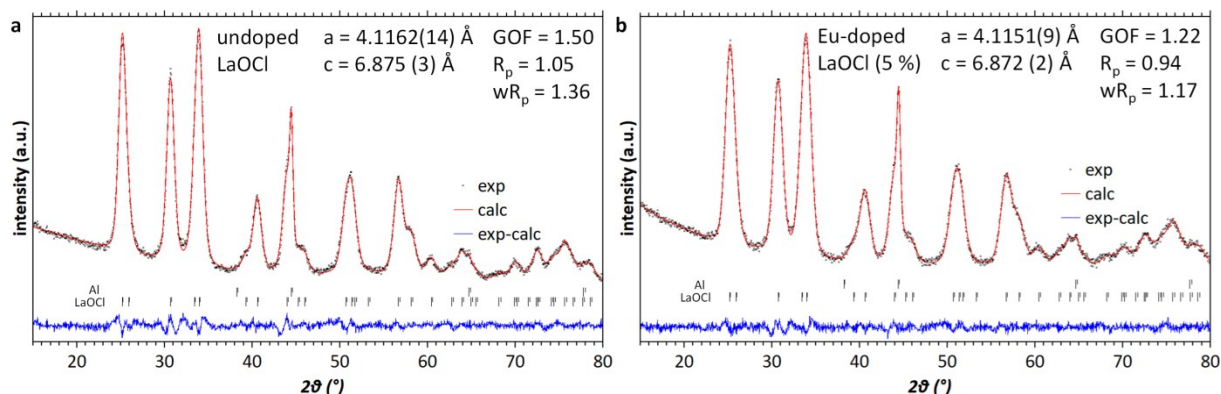 a
undoped a = 4.1162(14) Å GOF = 1.50
LaOCl c = 6.875 (3) Å Rp = 1.05
wRp = 1.36
intensity (a.u.)
exp
calc
exp-calc
Al
LaOCl
20 30 40 50 60 70 80
2ϑ (°)
b
Eu-doped a = 4.1151(9) Å GOF = 1.22
LaOCl (5 %) c = 6.872 (2) Å Rp = 0.94
wRp = 1.17
intensity (a.u.)
exp
calc
exp-calc
Al
LaOCl
20 30 40 50 60 70 80
2ϑ (°)